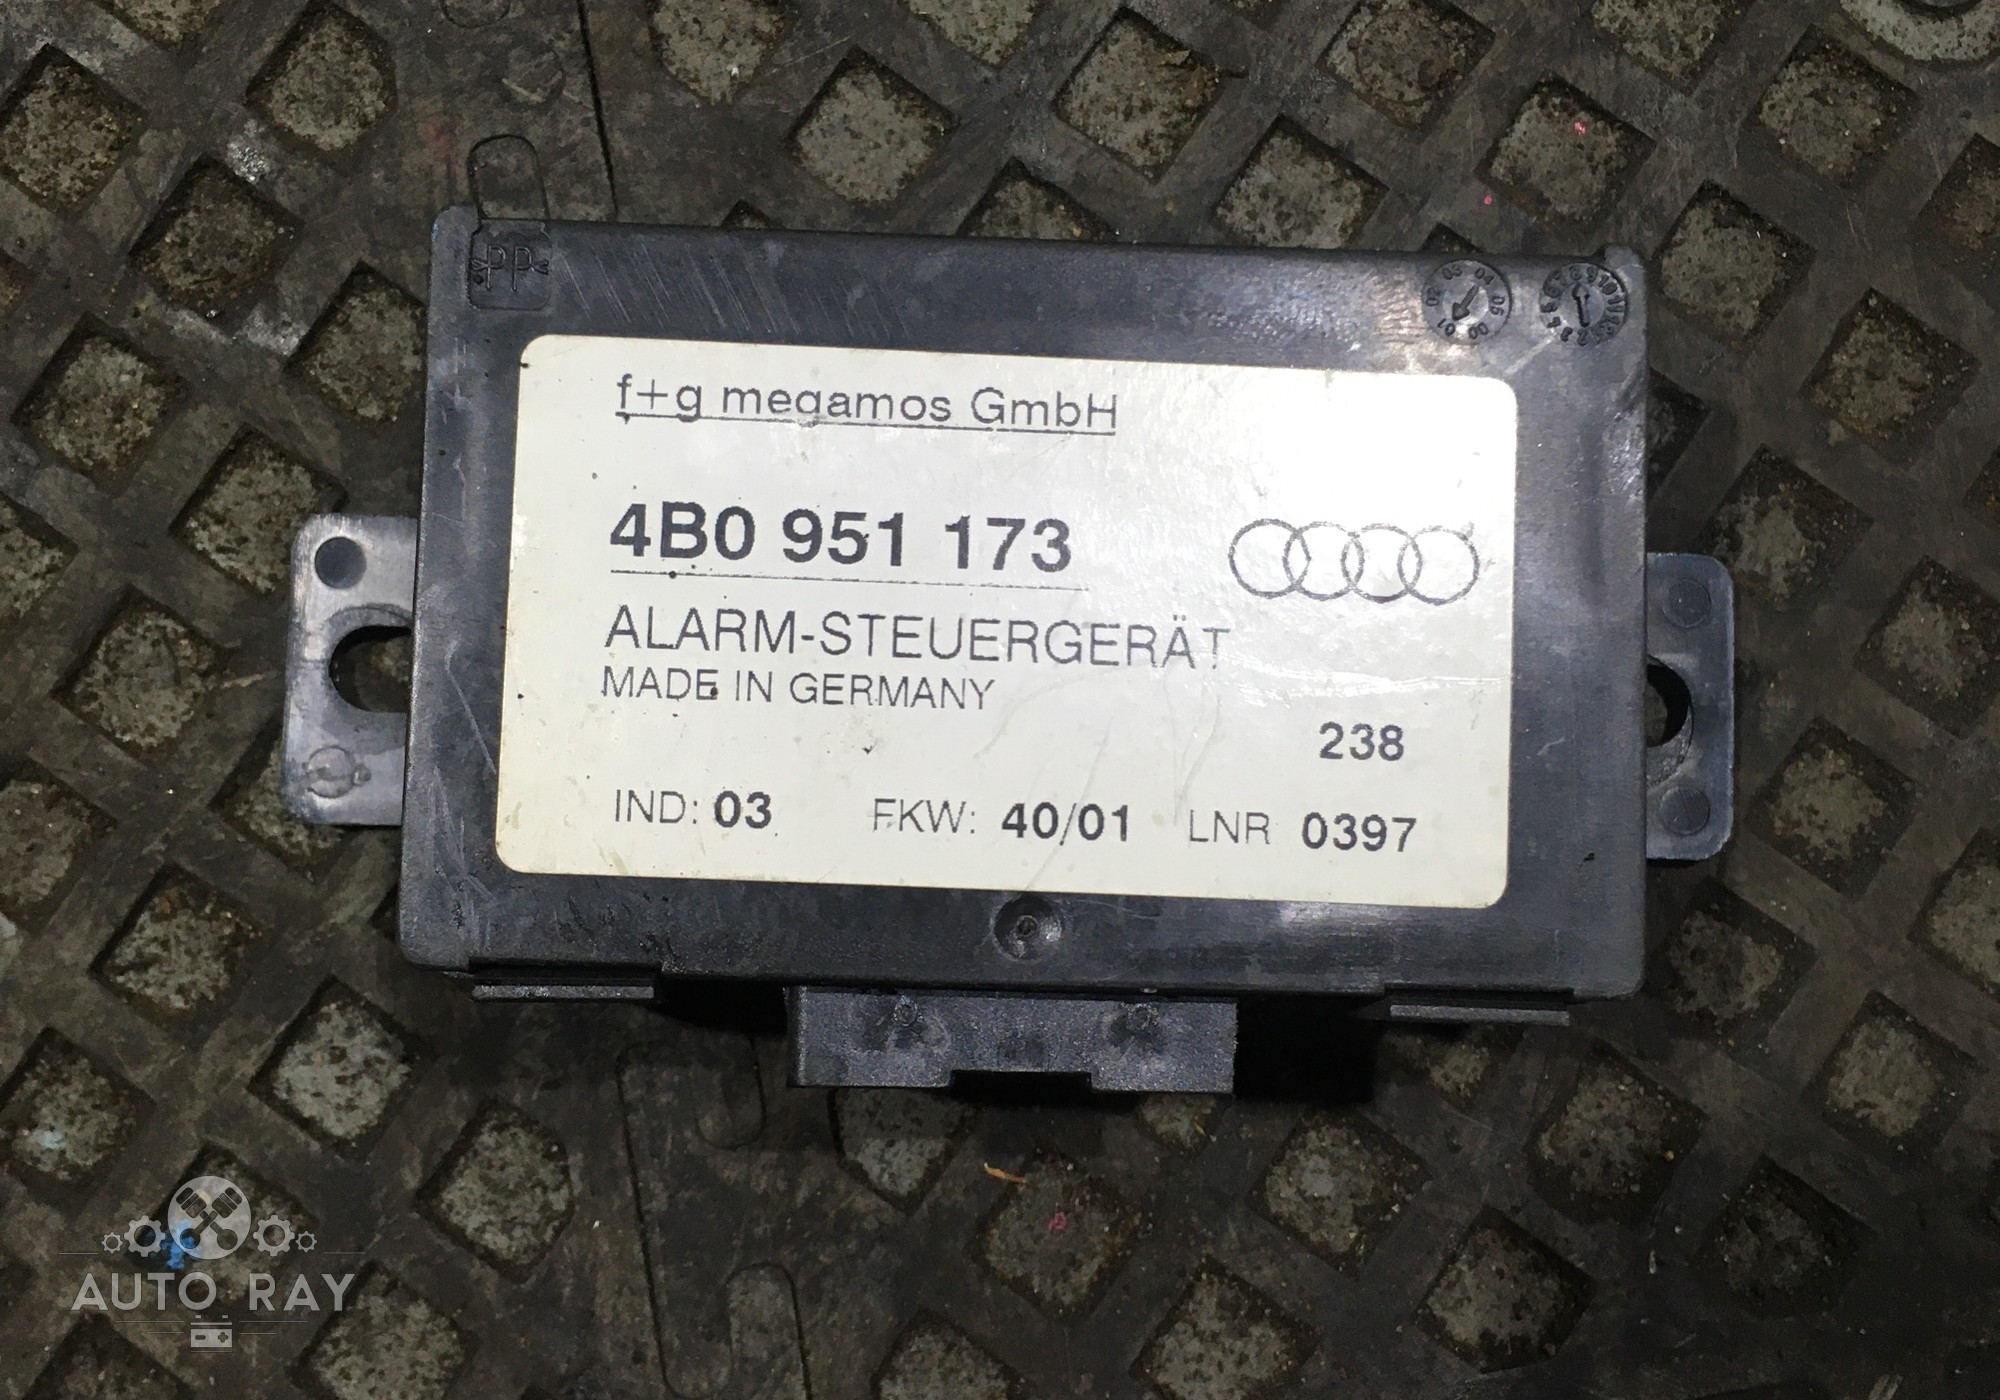 >PP<
f+g megamos GmbH
4B0 951 173
ALARM-STEUERGERÄT
MADE IN GERMANY
238
IND: 03 FKW: 40/01 LNR 0397
AUTO RAY